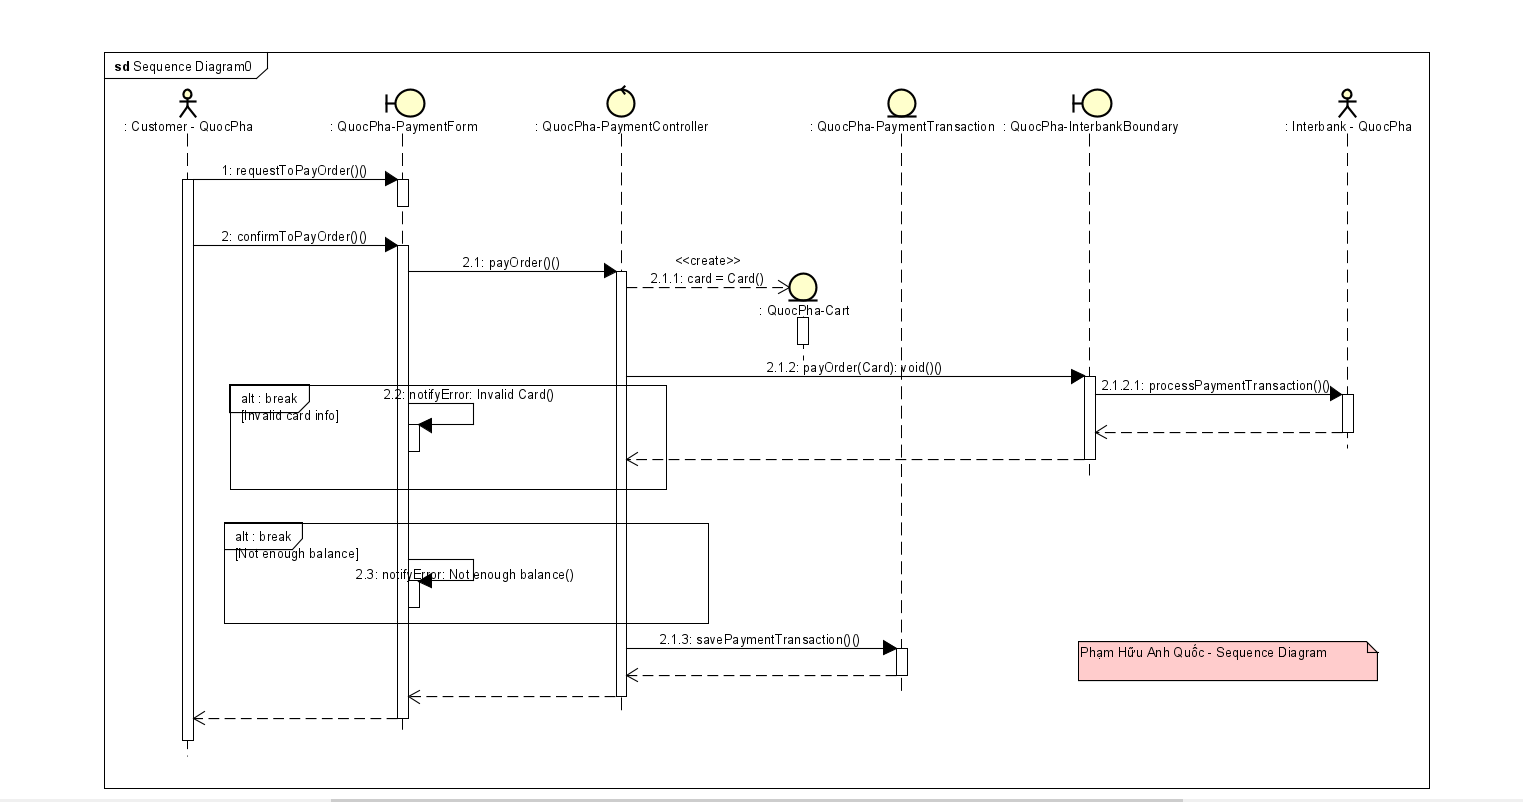 sd Sequence Diagram0
: Customer - QuocPha
: QuocPha-PaymentForm
: QuocPha-PaymentController
: QuocPha-PaymentTransaction
: QuocPha-InterbankBoundary
: Interbank - QuocPha
1: requestToPayOrder()()
2: confirmToPayOrder()()
2.1: payOrder()()
<<create>>
2.1.1: card = Card()
: QuocPha-Cart
2.1.2: payOrder(Card): void()()
2.1.2.1: processPaymentTransaction()()
alt : break
[Invalid card info]
2.2: notifyError: Invalid Card()
alt : break
[Not enough balance]
2.3: notifyError: Not enough balance()
2.1.3: savePaymentTransaction()()
Phạm Hữu Anh Quốc - Sequence Diagram